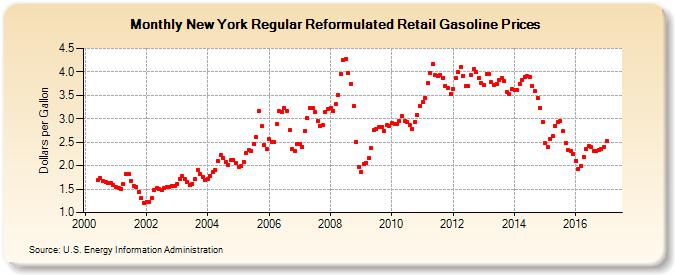 Monthly New York Regular Reformulated Retail Gasoline Prices
Dollars per Gallon
4.5
4.0
3.5
3.0
2.5
2.0
1.5
1.0
2000 2002 2004 2006 2008 2010 2012 2014 2016
Source: U.S. Energy Information Administration